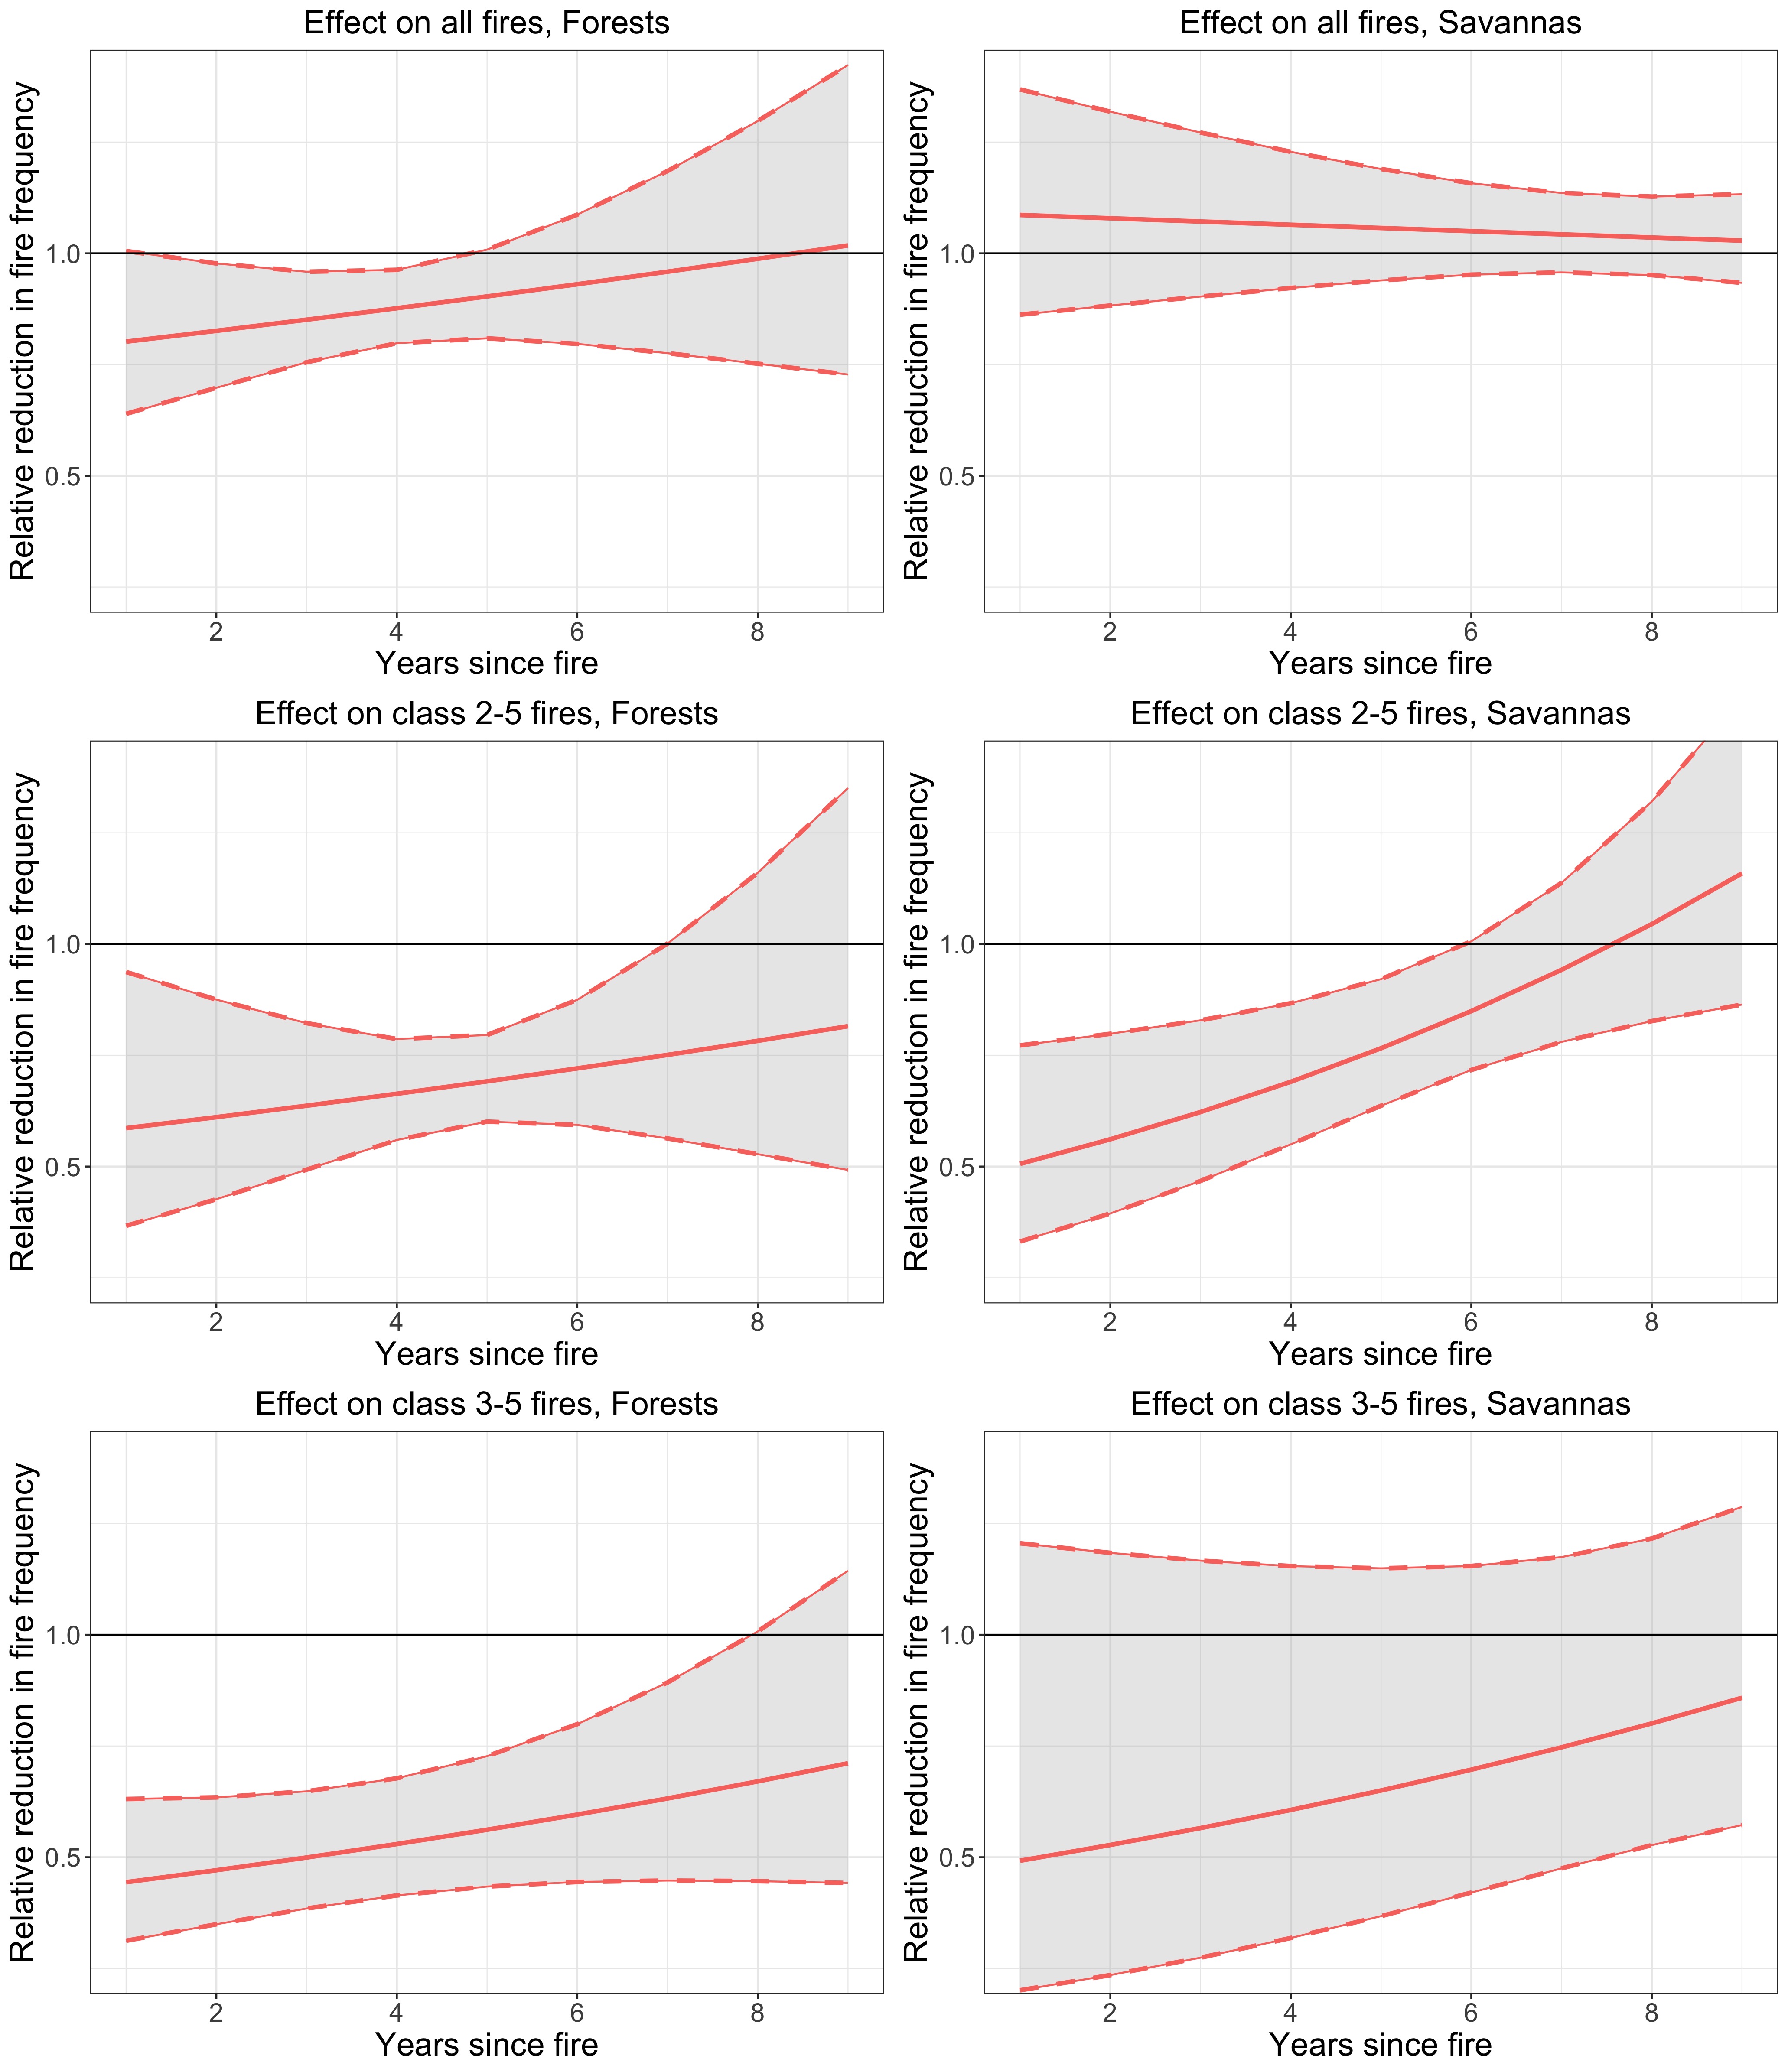 Effect on all fires, Forests
Relative reduction in fire frequency
1.0
0.5
2 4 6 8
Years since fire
Effect on all fires, Savannas
Relative reduction in fire frequency
1.0
0.5
2 4 6 8
Years since fire
Effect on class 2-5 fires, Forests
Relative reduction in fire frequency
1.0
0.5
2 4 6 8
Years since fire
Effect on class 2-5 fires, Savannas
Relative reduction in fire frequency
1.0
0.5
2 4 6 8
Years since fire
Effect on class 3-5 fires, Forests
Relative reduction in fire frequency
1.0
0.5
2 4 6 8
Years since fire
Effect on class 3-5 fires, Savannas
Relative reduction in fire frequency
1.0
0.5
2 4 6 8
Years since fire